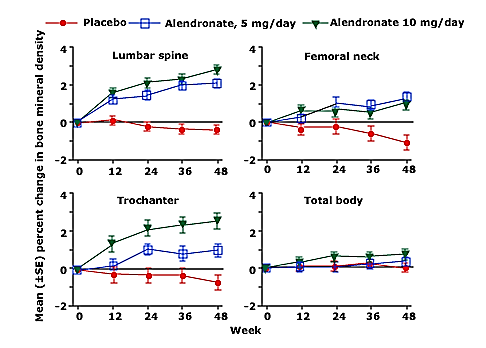 Placebo Alendronate, 5 mg/day Alendronate 10 mg/day
Mean (±SE) percent change in bone mineral density
Lumbar spine
4
2
0
-2
0 12 24 36 48
Femoral neck
4
2
0
-2
0 12 24 36 48
Trochanter
4
2
0
-2
0 12 24 36 48
Total body
4
2
0
-2
0 12 24 36 48
Week